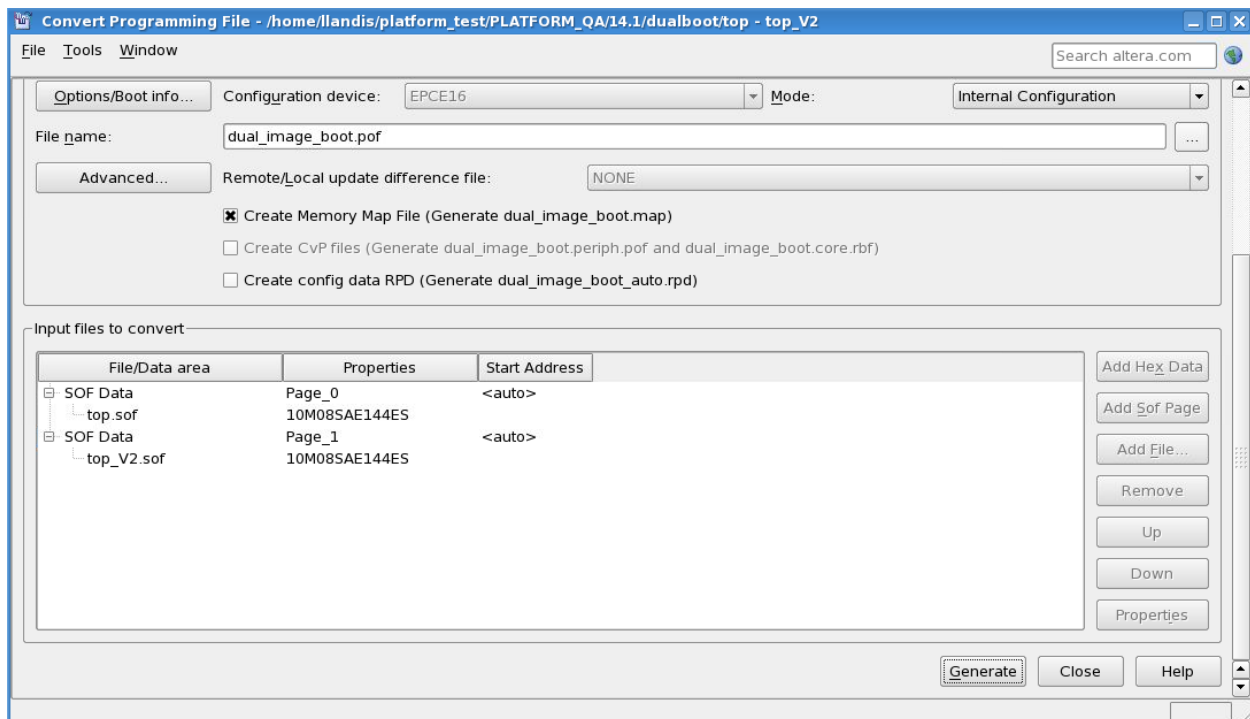 Convert Programming File - /home/llandis/platform_test/PLATFORM_QA/14.1/dualboot/top - top_V2
File Tools Window Search altera.com
Options/Boot info... Configuration device: EPCE16 Mode: Internal Configuration
File name: dual_image_boot.pof ...
Advanced... Remote/Local update difference file: NONE
Create Memory Map File (Generate dual_image_boot.map)
Create CvP files (Generate dual_image_boot.periph.pof and dual_image_boot.core.rbf)
Create config data RPD (Generate dual_image_boot_auto.rpd)
Input files to convert
File/Data area Properties Start Address Add Hex Data
SOF Data Page_0 <auto>
top.sof 10M08SAE144ES Add Sof Page
SOF Data Page_1 <auto>
top_V2.sof 10M08SAE144ES Add File...
Remove
Up
Down
Properties
Generate Close Help